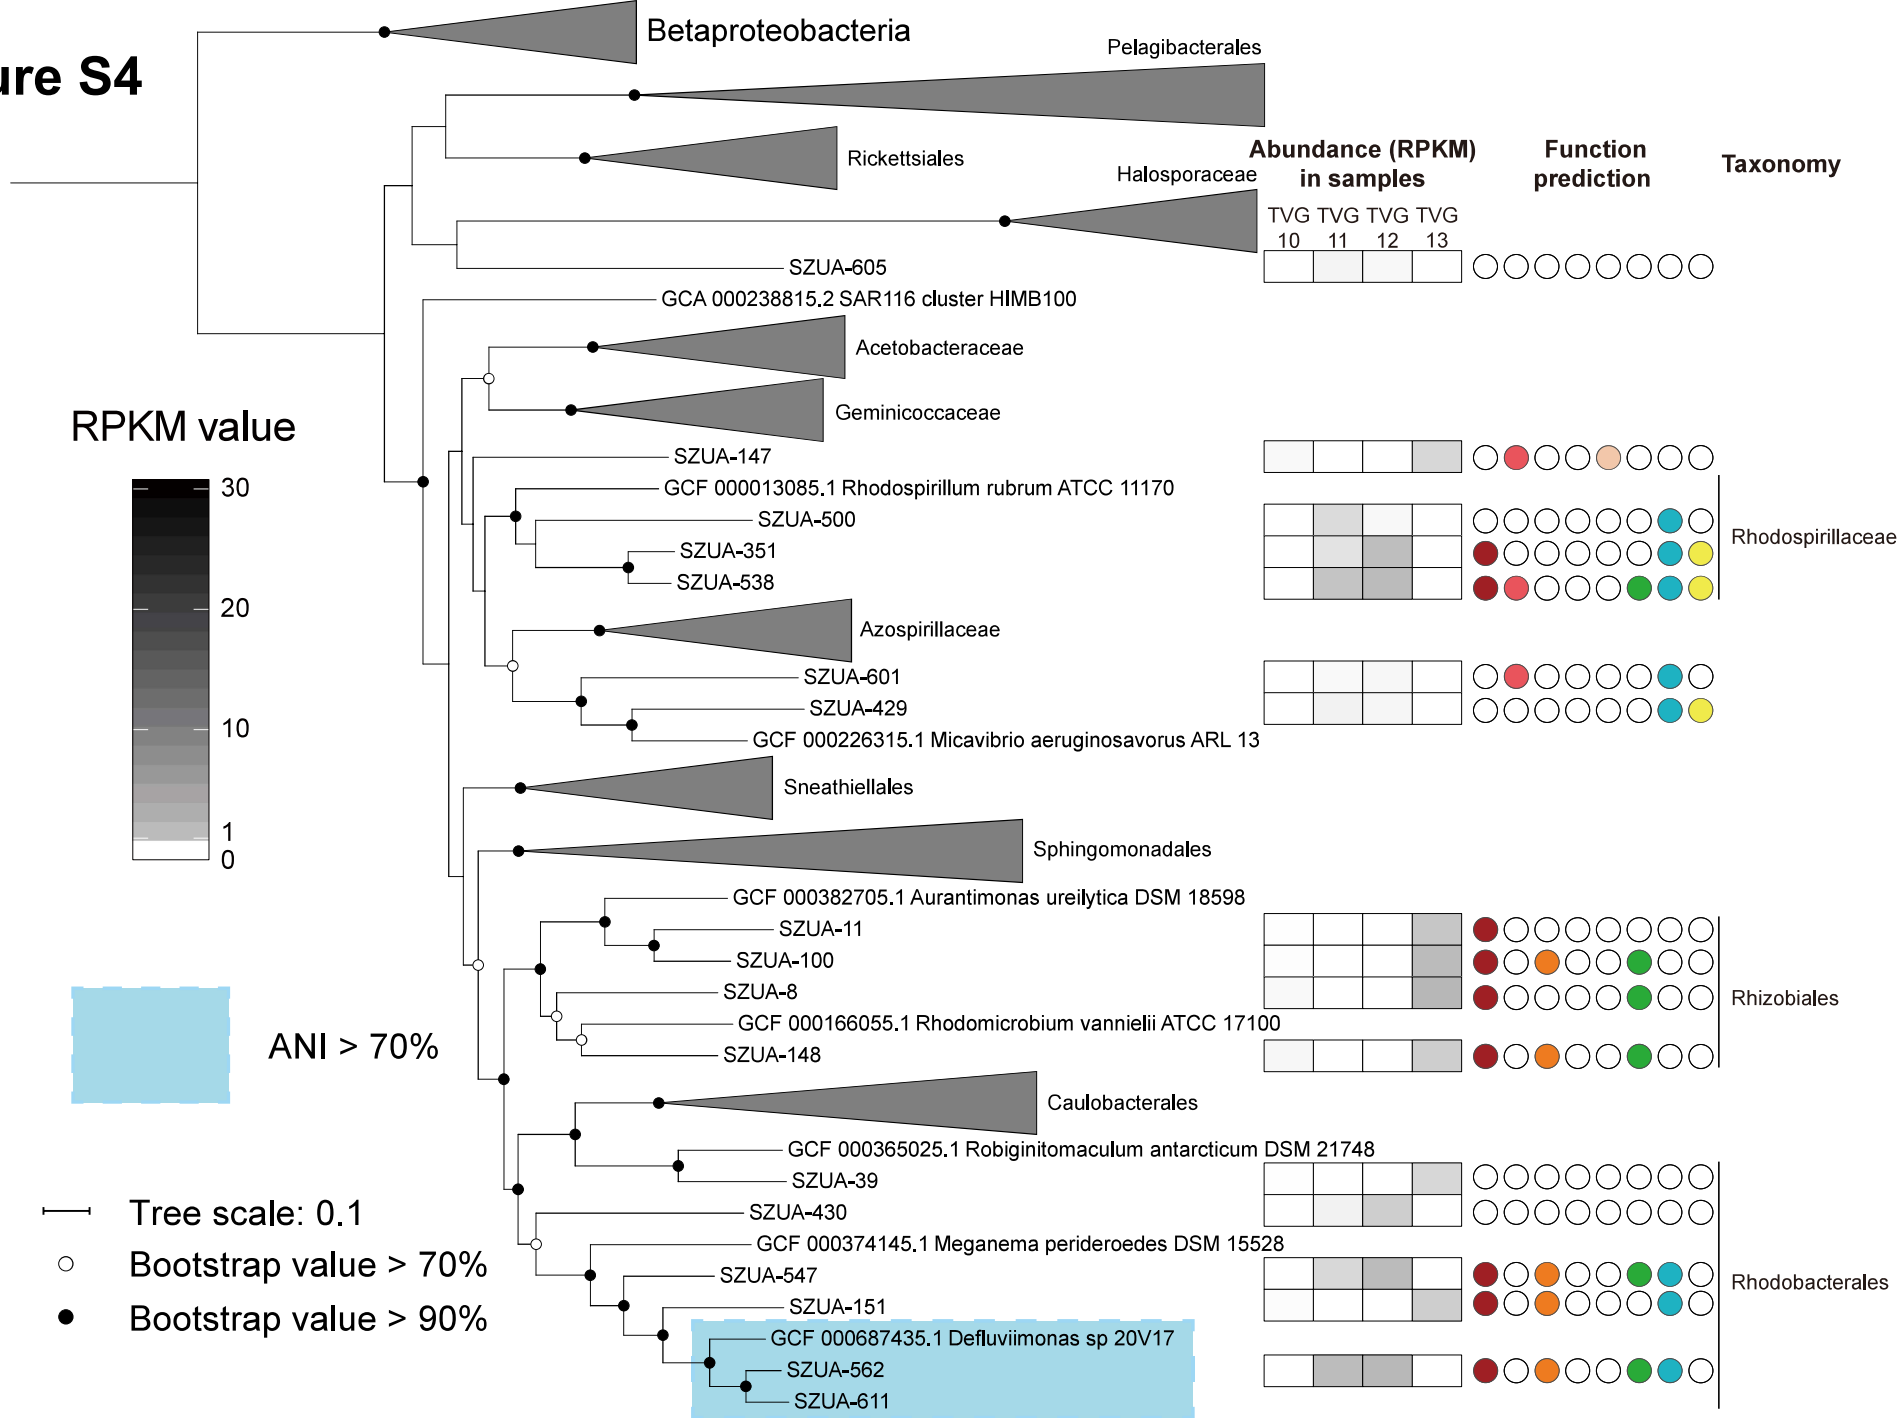 ure S4
Betaproteobacteria
Pelagibacterales
Rickettsiales
Halosporaceae
Abundance (RPKM)
in samples
Function
prediction
Taxonomy
TVG TVG TVG TVG
10 11 12 13
SZUA-605
GCA 000238815.2 SAR116 cluster HIMB100
Acetobacteraceae
Geminicoccaceae
RPKM value
30
20
10
1
0
SZUA-147
GCF 000013085.1 Rhodospirillum rubrum ATCC 11170
SZUA-500
SZUA-351
SZUA-538
Rhodospirillaceae
Azospirillaceae
SZUA-601
SZUA-429
GCF 000226315.1 Micavibrio aeruginosavorus ARL 13
Sneathiellales
Sphingomonadales
GCF 000382705.1 Aurantimonas ureilytica DSM 18598
SZUA-11
SZUA-100
SZUA-8
GCF 000166055.1 Rhodomicrobium vannielii ATCC 17100
SZUA-148
Rhizobiales
ANI > 70%
Caulobacterales
GCF 000365025.1 Robiginitomaculum antarcticum DSM 21748
SZUA-39
SZUA-430
GCF 000374145.1 Meganema perideroedes DSM 15528
SZUA-547
SZUA-151
GCF 000687435.1 Defluviimonas sp 20V17
SZUA-562
SZUA-611
Rhodobacterales
Tree scale: 0.1
Bootstrap value > 70%
Bootstrap value > 90%